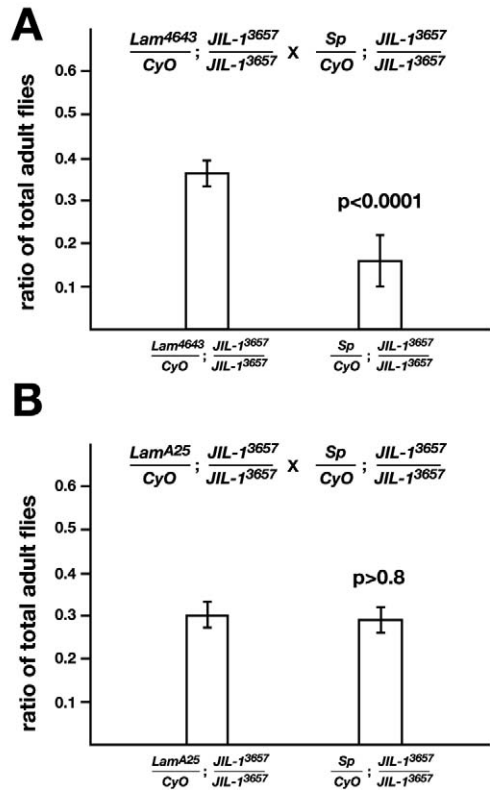 A
Lam⁴⁶⁴³ JIL-1³⁶⁵⁷ Sp JIL-1³⁶⁵⁷
; X ;
CyO JIL-1³⁶⁵⁷ CyO JIL-1³⁶⁵⁷
ratio of total adult flies
0.6
0.5
0.4
0.3
0.2
0.1
p<0.0001
Lam⁴⁶⁴³ JIL-1³⁶⁵⁷ Sp JIL-1³⁶⁵⁷
; ;
CyO JIL-1³⁶⁵⁷ CyO JIL-1³⁶⁵⁷
B
Lamᴬ²⁵ JIL-1³⁶⁵⁷ Sp JIL-1³⁶⁵⁷
; X ;
CyO JIL-1³⁶⁵⁷ CyO JIL-1³⁶⁵⁷
ratio of total adult flies
0.6
0.5
0.4
0.3
0.2
0.1
p>0.8
Lamᴬ²⁵ JIL-1³⁶⁵⁷ Sp JIL-1³⁶⁵⁷
; ;
CyO JIL-1³⁶⁵⁷ CyO JIL-1³⁶⁵⁷